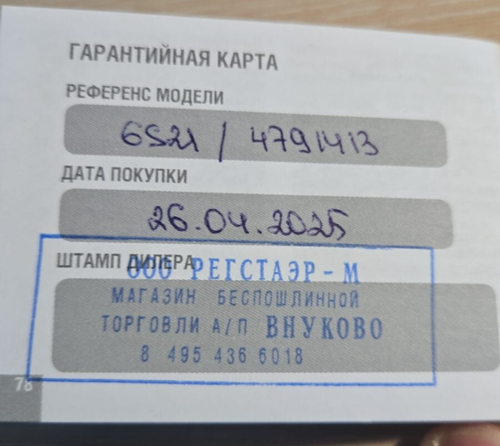 ГАРАНТИЙНАЯ КАРТА
РЕФЕРЕНС МОДЕЛИ
6S21 / 4791413
ДАТА ПОКУПКИ
26.04.2025
ШТАМП ДИЛЕРА
ООО РЕГСТАЭР - М
МАГАЗИН БЕСПОШЛИННОЙ
ТОРГОВЛИ А/П ВНУКОВО
8 495 436 6018
78